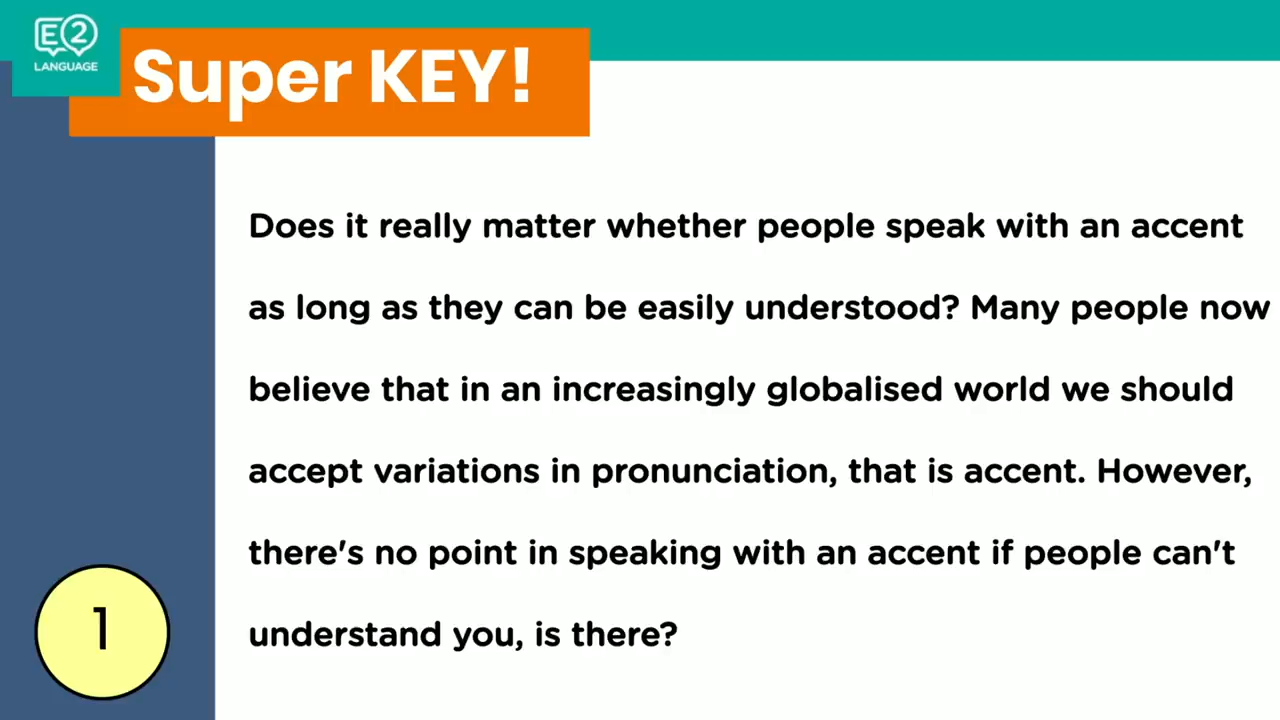 E2
LANGUAGE
Super KEY!
Does it really matter whether people speak with an accent
as long as they can be easily understood? Many people now
believe that in an increasingly globalised world we should
accept variations in pronunciation, that is accent. However,
there's no point in speaking with an accent if people can't
understand you, is there?
1